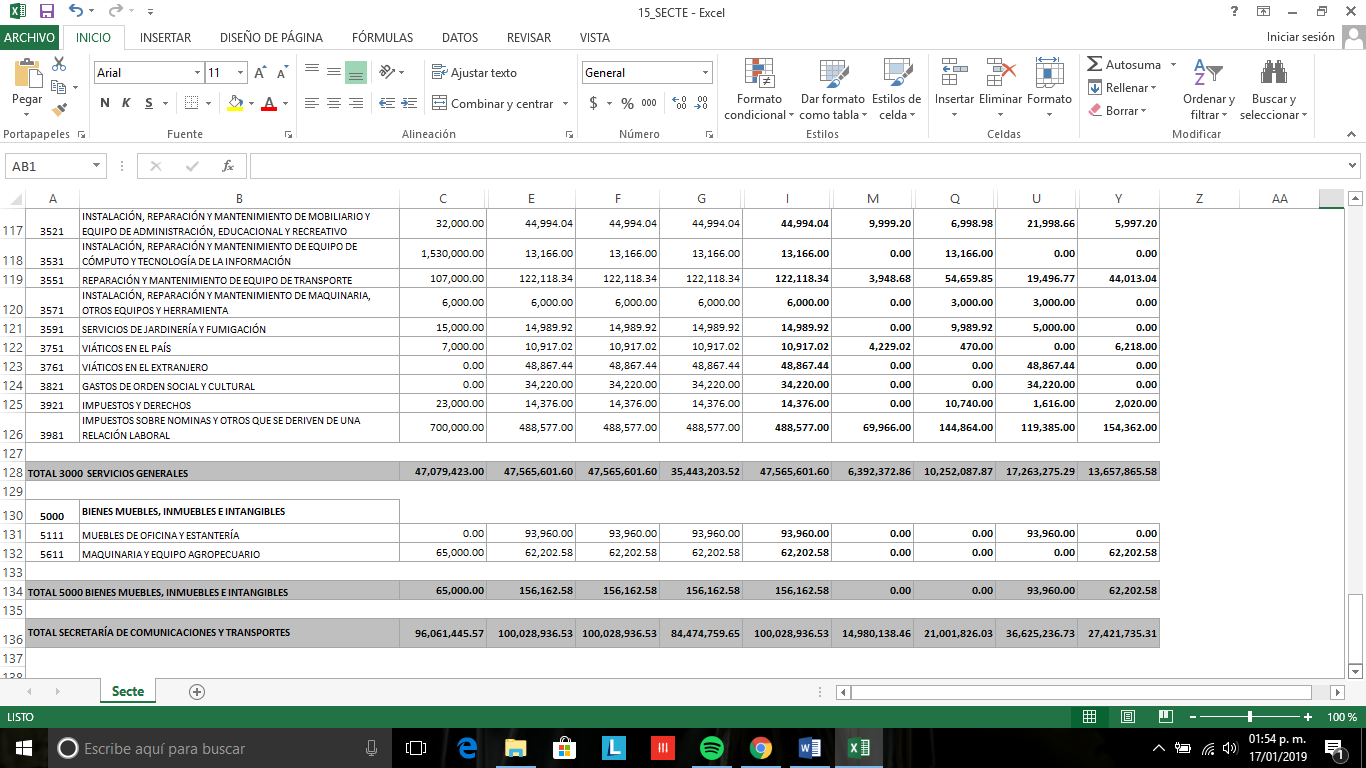 15_SECTE - Excel
ARCHIVO INICIO INSERTAR DISEÑO DE PÁGINA FÓRMULAS DATOS REVISAR VISTA Iniciar sesión
Pegar
Portapapeles
Arial 11
N K S
Fuente
Ajustar texto
Combinar y centrar
Alineación
General
$ % 000
Número
Formato condicional
Dar formato como tabla
Estilos de celda
Estilos
Insertar Eliminar Formato
Celdas
Autosuma
Rellenar
Borrar
Ordenar y filtrar
Buscar y seleccionar
Modificar
AB1 fx
A B C E F G I M Q U Y Z AA
117 3521 INSTALACIÓN, REPARACIÓN Y MANTENIMIENTO DE MOBILIARIO Y EQUIPO DE ADMINISTRACIÓN, EDUCACIONAL Y RECREATIVO 32,000.00 44,994.04 44,994.04 44,994.04 44,994.04 9,999.20 6,998.98 21,998.66 5,997.20
118 3531 INSTALACIÓN, REPARACIÓN Y MANTENIMIENTO DE EQUIPO DE CÓMPUTO Y TECNOLOGÍA DE LA INFORMACIÓN 1,530,000.00 13,166.00 13,166.00 13,166.00 13,166.00 0.00 13,166.00 0.00 0.00
119 3551 REPARACIÓN Y MANTENIMIENTO DE EQUIPO DE TRANSPORTE 107,000.00 122,118.34 122,118.34 122,118.34 122,118.34 3,948.68 54,659.85 19,496.77 44,013.04
120 3571 INSTALACIÓN, REPARACIÓN Y MANTENIMIENTO DE MAQUINARIA, OTROS EQUIPOS Y HERRAMIENTA 6,000.00 6,000.00 6,000.00 6,000.00 6,000.00 0.00 3,000.00 3,000.00 0.00
121 3591 SERVICIOS DE JARDINERÍA Y FUMIGACIÓN 15,000.00 14,989.92 14,989.92 14,989.92 14,989.92 0.00 9,989.92 5,000.00 0.00
122 3751 VIÁTICOS EN EL PAÍS 7,000.00 10,917.02 10,917.02 10,917.02 10,917.02 4,229.02 470.00 0.00 6,218.00
123 3761 VIÁTICOS EN EL EXTRANJERO 0.00 48,867.44 48,867.44 48,867.44 48,867.44 0.00 0.00 48,867.44 0.00
124 3821 GASTOS DE ORDEN SOCIAL Y CULTURAL 0.00 34,220.00 34,220.00 34,220.00 34,220.00 0.00 0.00 34,220.00 0.00
125 3921 IMPUESTOS Y DERECHOS 23,000.00 14,376.00 14,376.00 14,376.00 14,376.00 0.00 10,740.00 1,616.00 2,020.00
126 3981 IMPUESTOS SOBRE NOMINAS Y OTROS QUE SE DERIVEN DE UNA RELACIÓN LABORAL 700,000.00 488,577.00 488,577.00 488,577.00 488,577.00 69,966.00 144,864.00 119,385.00 154,362.00
127
128 TOTAL 3000 SERVICIOS GENERALES 47,079,423.00 47,565,601.60 47,565,601.60 35,443,203.52 47,565,601.60 6,392,372.86 10,252,087.87 17,263,275.29 13,657,865.58
129
130 5000 BIENES MUEBLES, INMUEBLES E INTANGIBLES
131 5111 MUEBLES DE OFICINA Y ESTANTERÍA 0.00 93,960.00 93,960.00 93,960.00 93,960.00 0.00 0.00 93,960.00 0.00
132 5611 MAQUINARIA Y EQUIPO AGROPECUARIO 65,000.00 62,202.58 62,202.58 62,202.58 62,202.58 0.00 0.00 0.00 62,202.58
133
134 TOTAL 5000 BIENES MUEBLES, INMUEBLES E INTANGIBLES 65,000.00 156,162.58 156,162.58 156,162.58 156,162.58 0.00 0.00 93,960.00 62,202.58
135
136 TOTAL SECRETARÍA DE COMUNICACIONES Y TRANSPORTES 96,061,445.57 100,028,936.53 100,028,936.53 84,474,759.65 100,028,936.53 14,980,138.46 21,001,826.03 36,625,236.73 27,421,735.31
137
138
Secte
LISTO 100 %
Escribe aquí para buscar
01:54 p. m.
17/01/2019